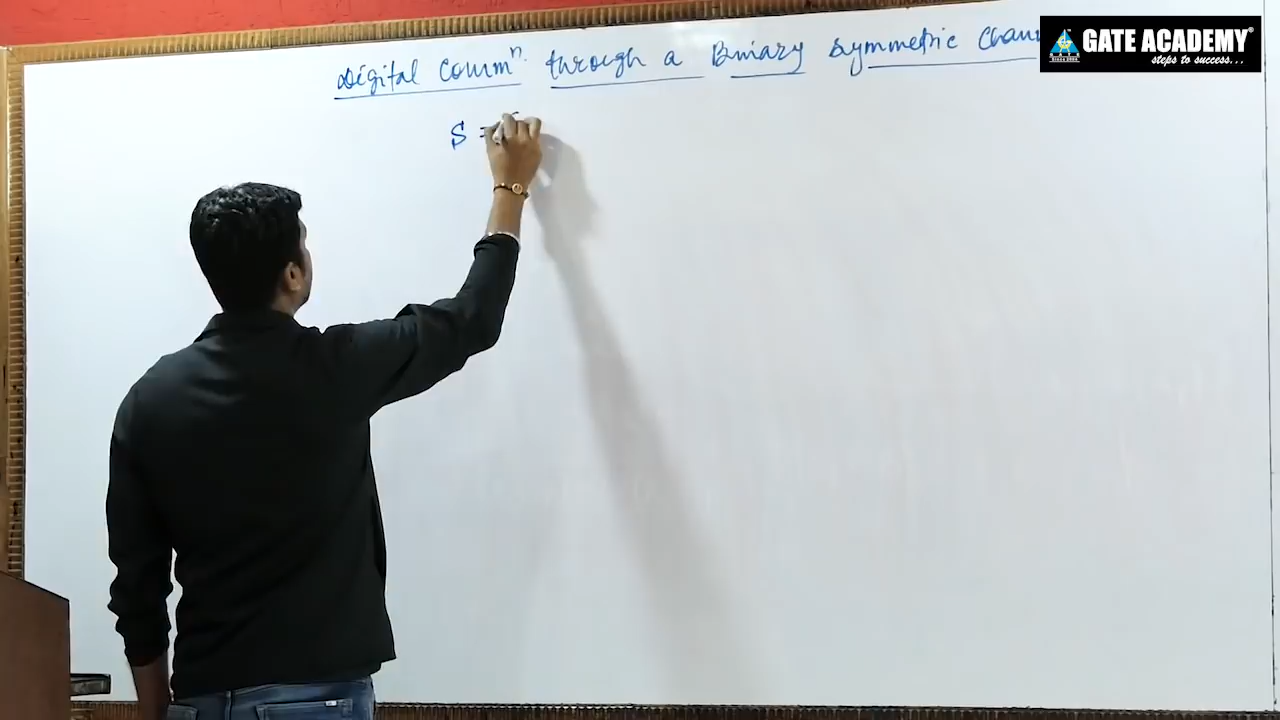 Digital Commⁿ. through a Binary Symmetric Chan
S =
GATE ACADEMY®
steps to success...